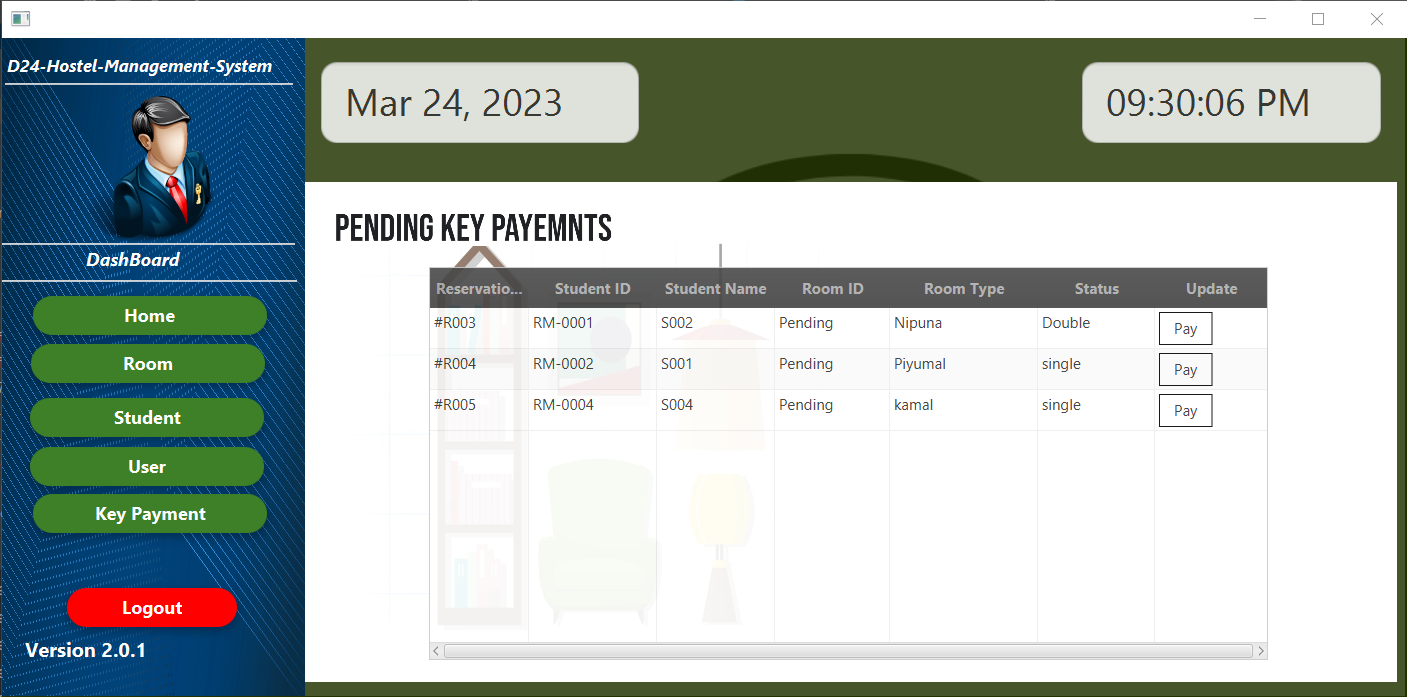 D24-Hostel-Management-System
DashBoard
Home
Room
Student
User
Key Payment
Logout
Version 2.0.1
Mar 24, 2023
09:30:06 PM
PENDING KEY PAYEMNTS
Reservatio... Student ID Student Name Room ID Room Type Status Update
#R003 RM-0001 S002 Pending Nipuna Double Pay
#R004 RM-0002 S001 Pending Piyumal single Pay
#R005 RM-0004 S004 Pending kamal single Pay